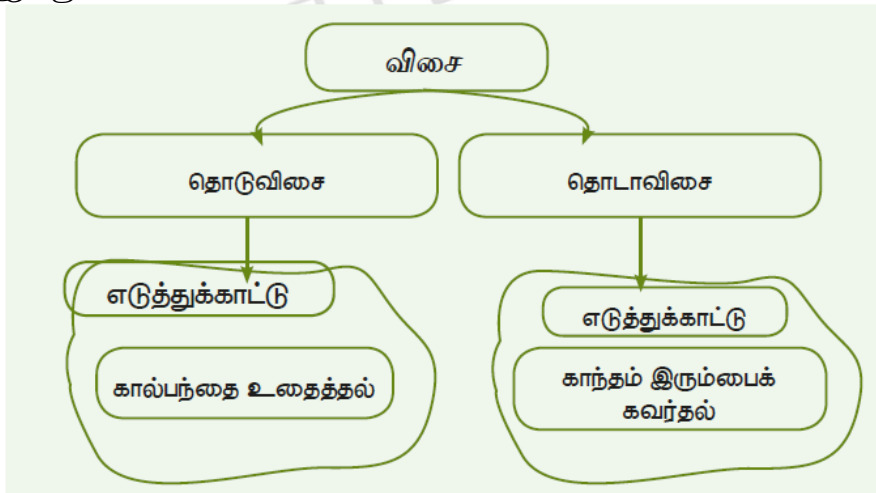 விசை
தொடுவிசை
தொடாவிசை
எடுத்துக்காட்டு
கால்பந்தை உதைத்தல்
எடுத்துக்காட்டு
காந்தம் இரும்பைக்
கவர்தல்